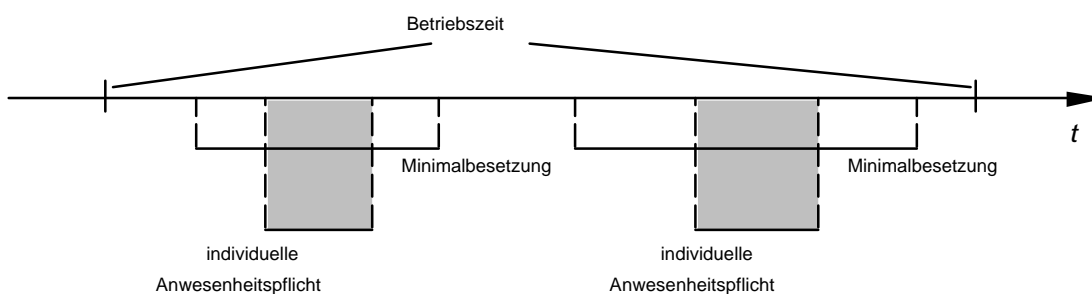 Betriebszeit
t
Minimalbesetzung
Minimalbesetzung
individuelle
Anwesenheitspflicht
individuelle
Anwesenheitspflicht